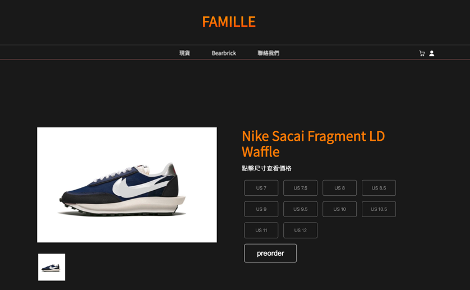 FAMILLE
現貨 Bearbrick 聯絡我們
Nike Sacai Fragment LD
Waffle
點擊尺寸查看價格
US 7 US 7.5 US 8 US 8.5
US 9 US 9.5 US 10 US 10.5
US 11 US 12
preorder